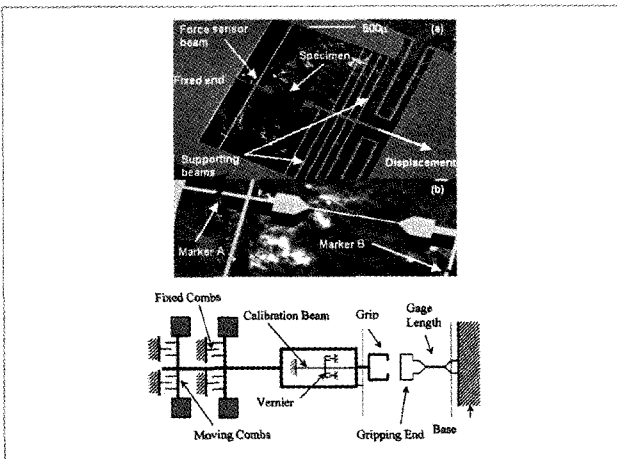 Force sensor
beam
500μ
(a)
Specimen
Fixed end
Displacement
Supporting
beams
(b)
Marker A
Marker B
Fixed Combs
Calibration Beam
Grip
Gage
Length
Vernier
Moving Combs
Gripping End
Base